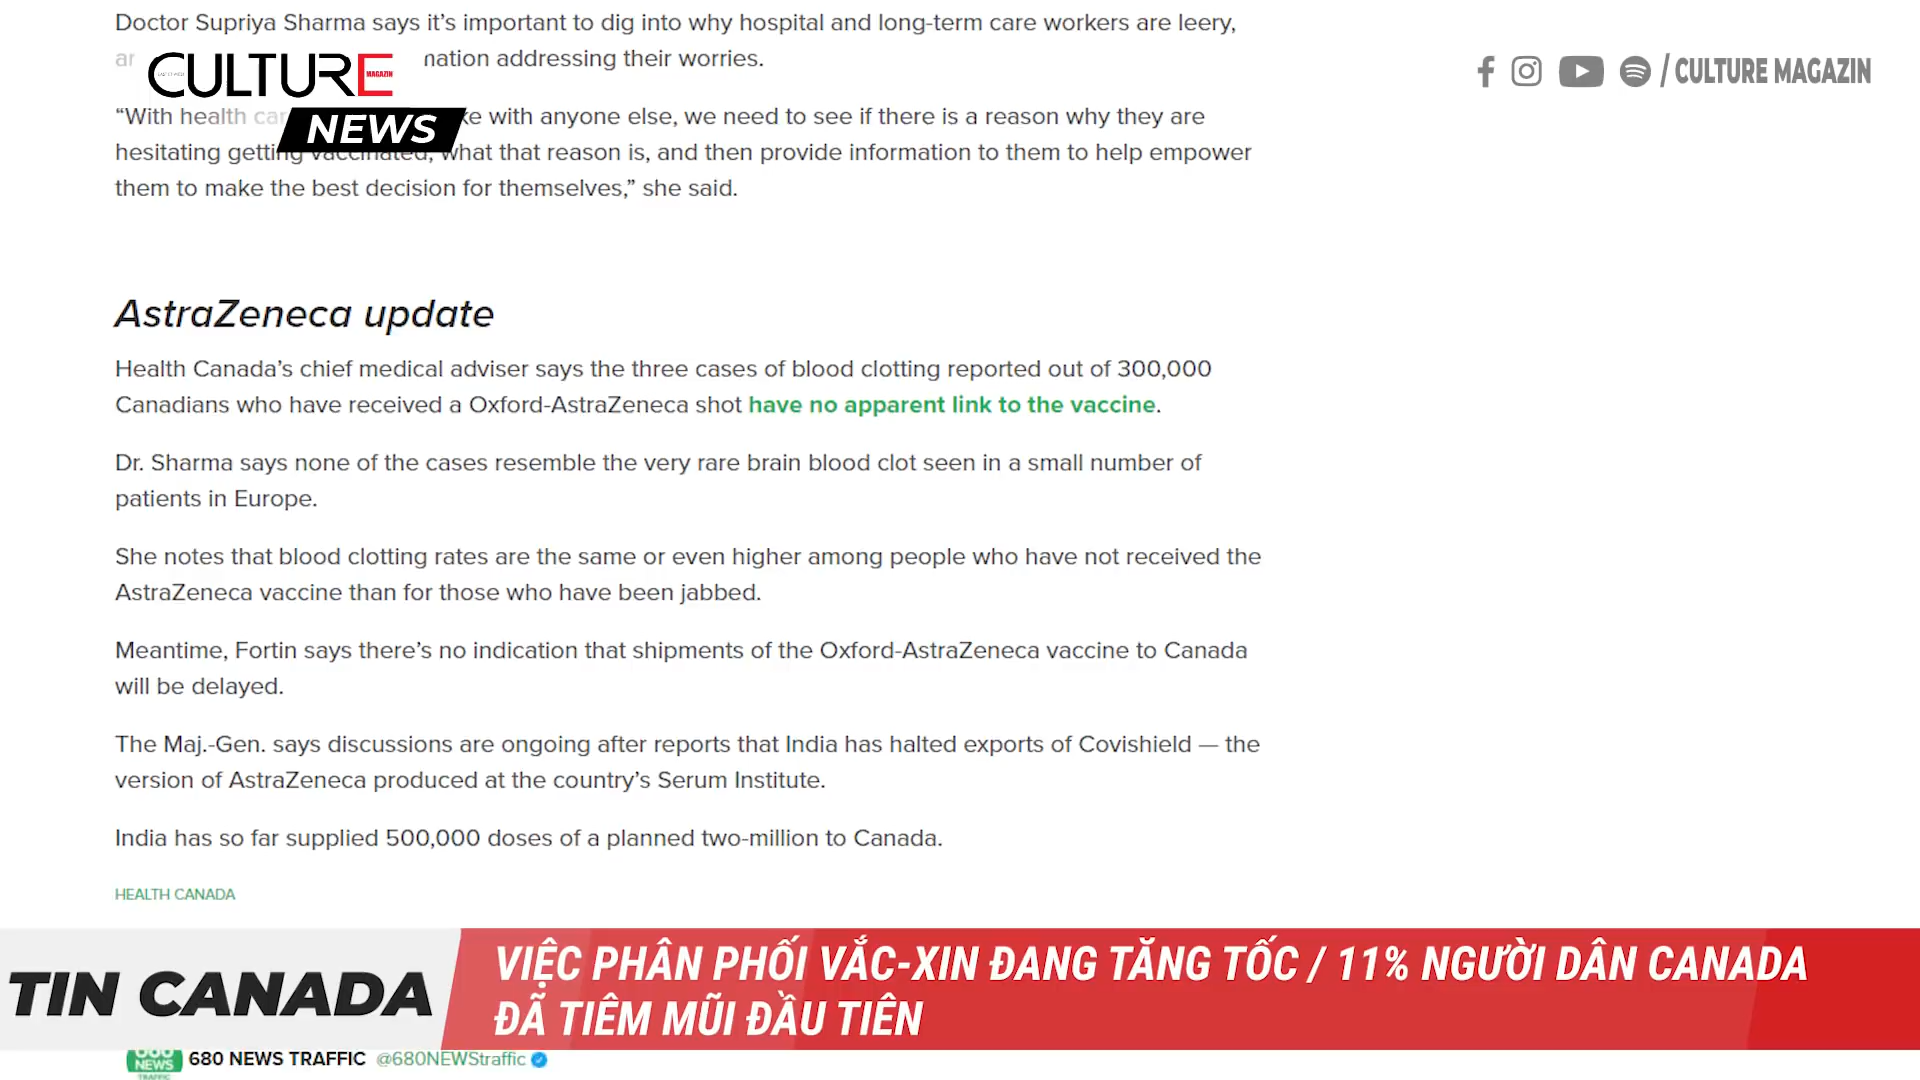 Doctor Supriya Sharma says it’s important to dig into why hospital and long-term care workers are leery,
mation addressing their worries.
CULTURE
MAGAZIN
NEWS
/ CULTURE MAGAZIN
“With health with anyone else, we need to see if there is a reason why they are
hesitating getting vaccinated, what that reason is, and then provide information to them to help empower
them to make the best decision for themselves,” she said.
AstraZeneca update
Health Canada’s chief medical adviser says the three cases of blood clotting reported out of 300,000
Canadians who have received a Oxford-AstraZeneca shot have no apparent link to the vaccine.
Dr. Sharma says none of the cases resemble the very rare brain blood clot seen in a small number of
patients in Europe.
She notes that blood clotting rates are the same or even higher among people who have not received the
AstraZeneca vaccine than for those who have been jabbed.
Meantime, Fortin says there’s no indication that shipments of the Oxford-AstraZeneca vaccine to Canada
will be delayed.
The Maj.-Gen. says discussions are ongoing after reports that India has halted exports of Covishield — the
version of AstraZeneca produced at the country’s Serum Institute.
India has so far supplied 500,000 doses of a planned two-million to Canada.
HEALTH CANADA
TIN CANADA
VIỆC PHÂN PHỐI VẮC-XIN ĐANG TĂNG TỐC / 11% NGƯỜI DÂN CANADA
ĐÃ TIÊM MŨI ĐẦU TIÊN
NEWS
TRAFFIC
680 NEWS TRAFFIC @680NEWStraffic